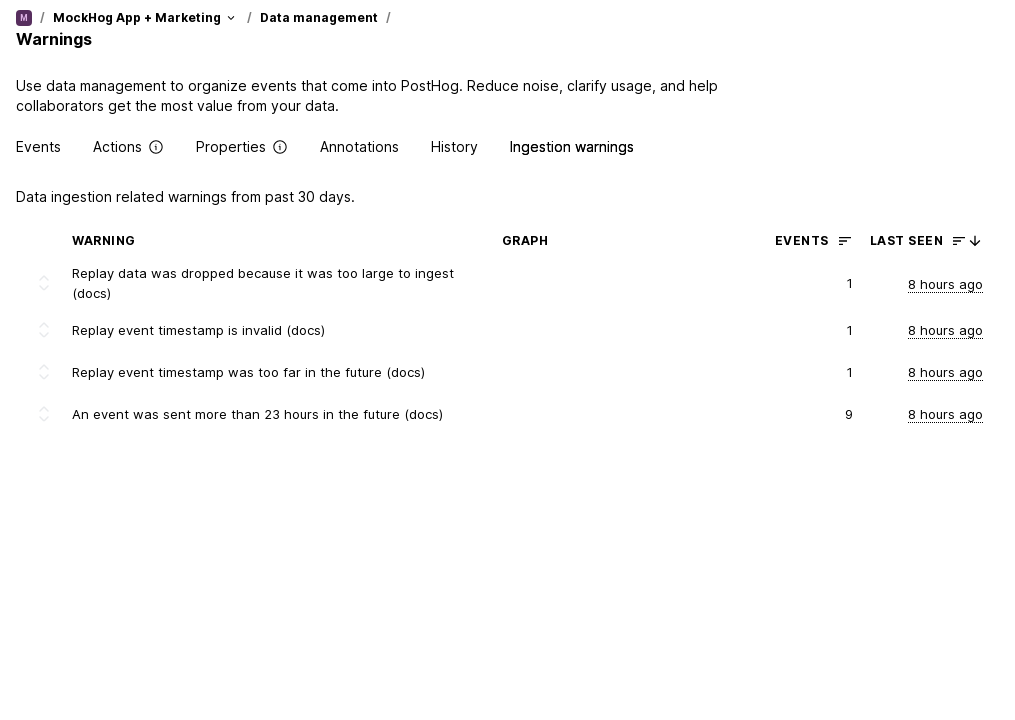 M / MockHog App + Marketing / Data management /
Warnings
Use data management to organize events that come into PostHog. Reduce noise, clarify usage, and help
collaborators get the most value from your data.
Events Actions Properties Annotations History Ingestion warnings
Data ingestion related warnings from past 30 days.
WARNING GRAPH EVENTS LAST SEEN
Replay data was dropped because it was too large to ingest
(docs) 1 8 hours ago
Replay event timestamp is invalid (docs) 1 8 hours ago
Replay event timestamp was too far in the future (docs) 1 8 hours ago
An event was sent more than 23 hours in the future (docs) 9 8 hours ago